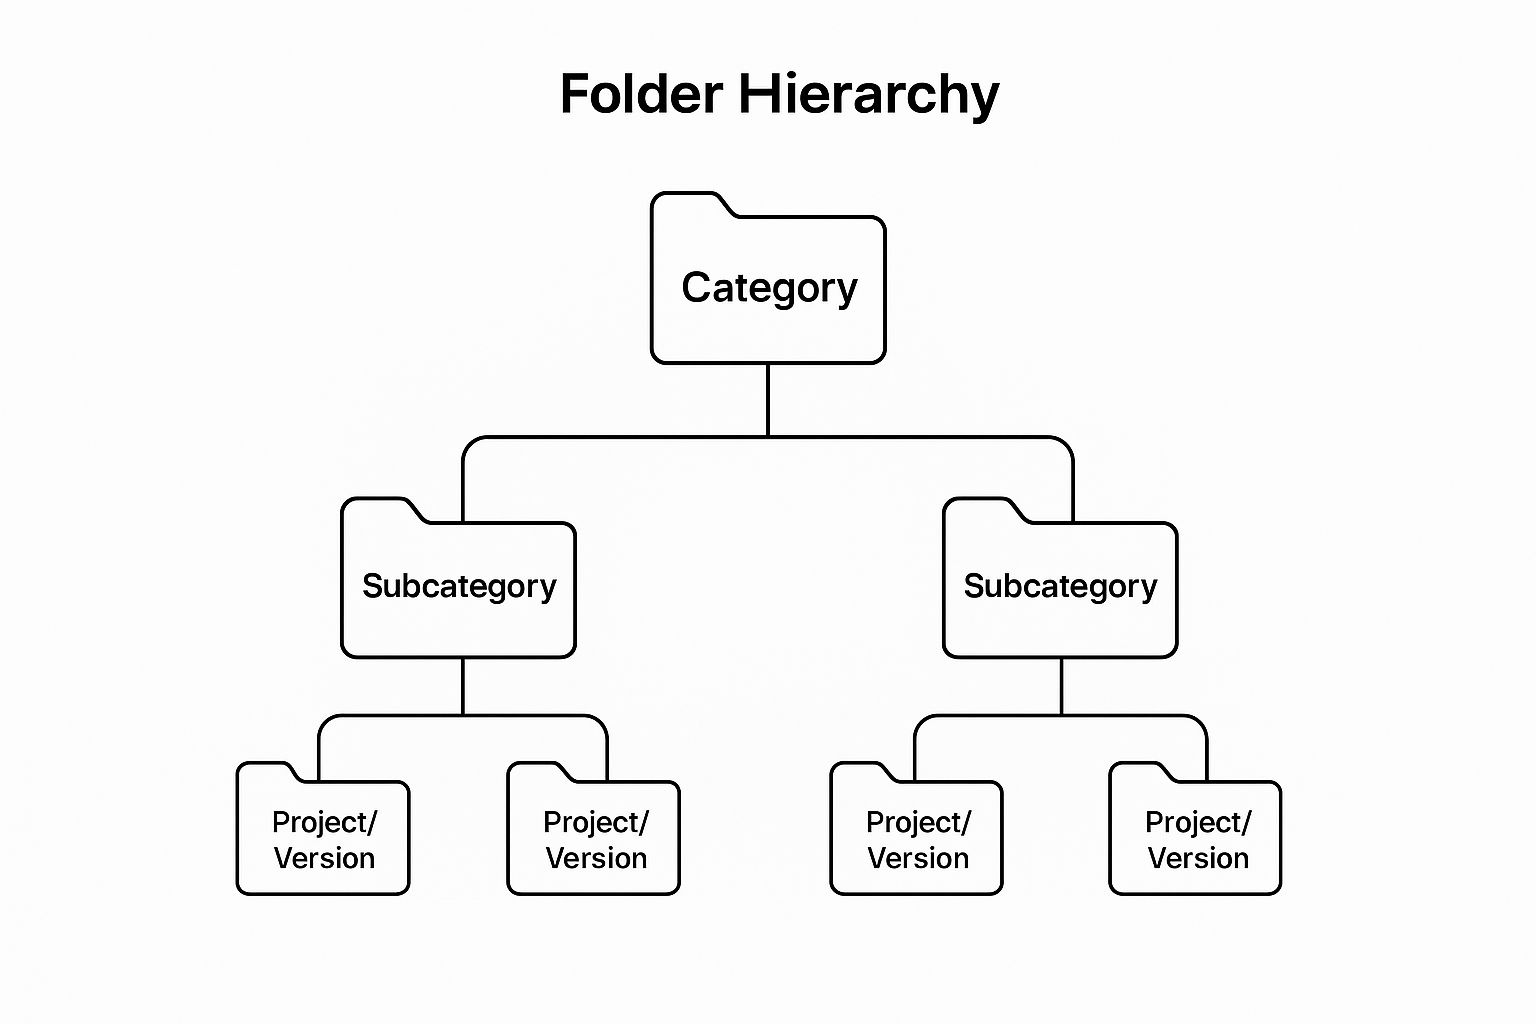 Folder Hierarchy
Category
Subcategory
Subcategory
Project/
Version
Project/
Version
Project/
Version
Project/
Version